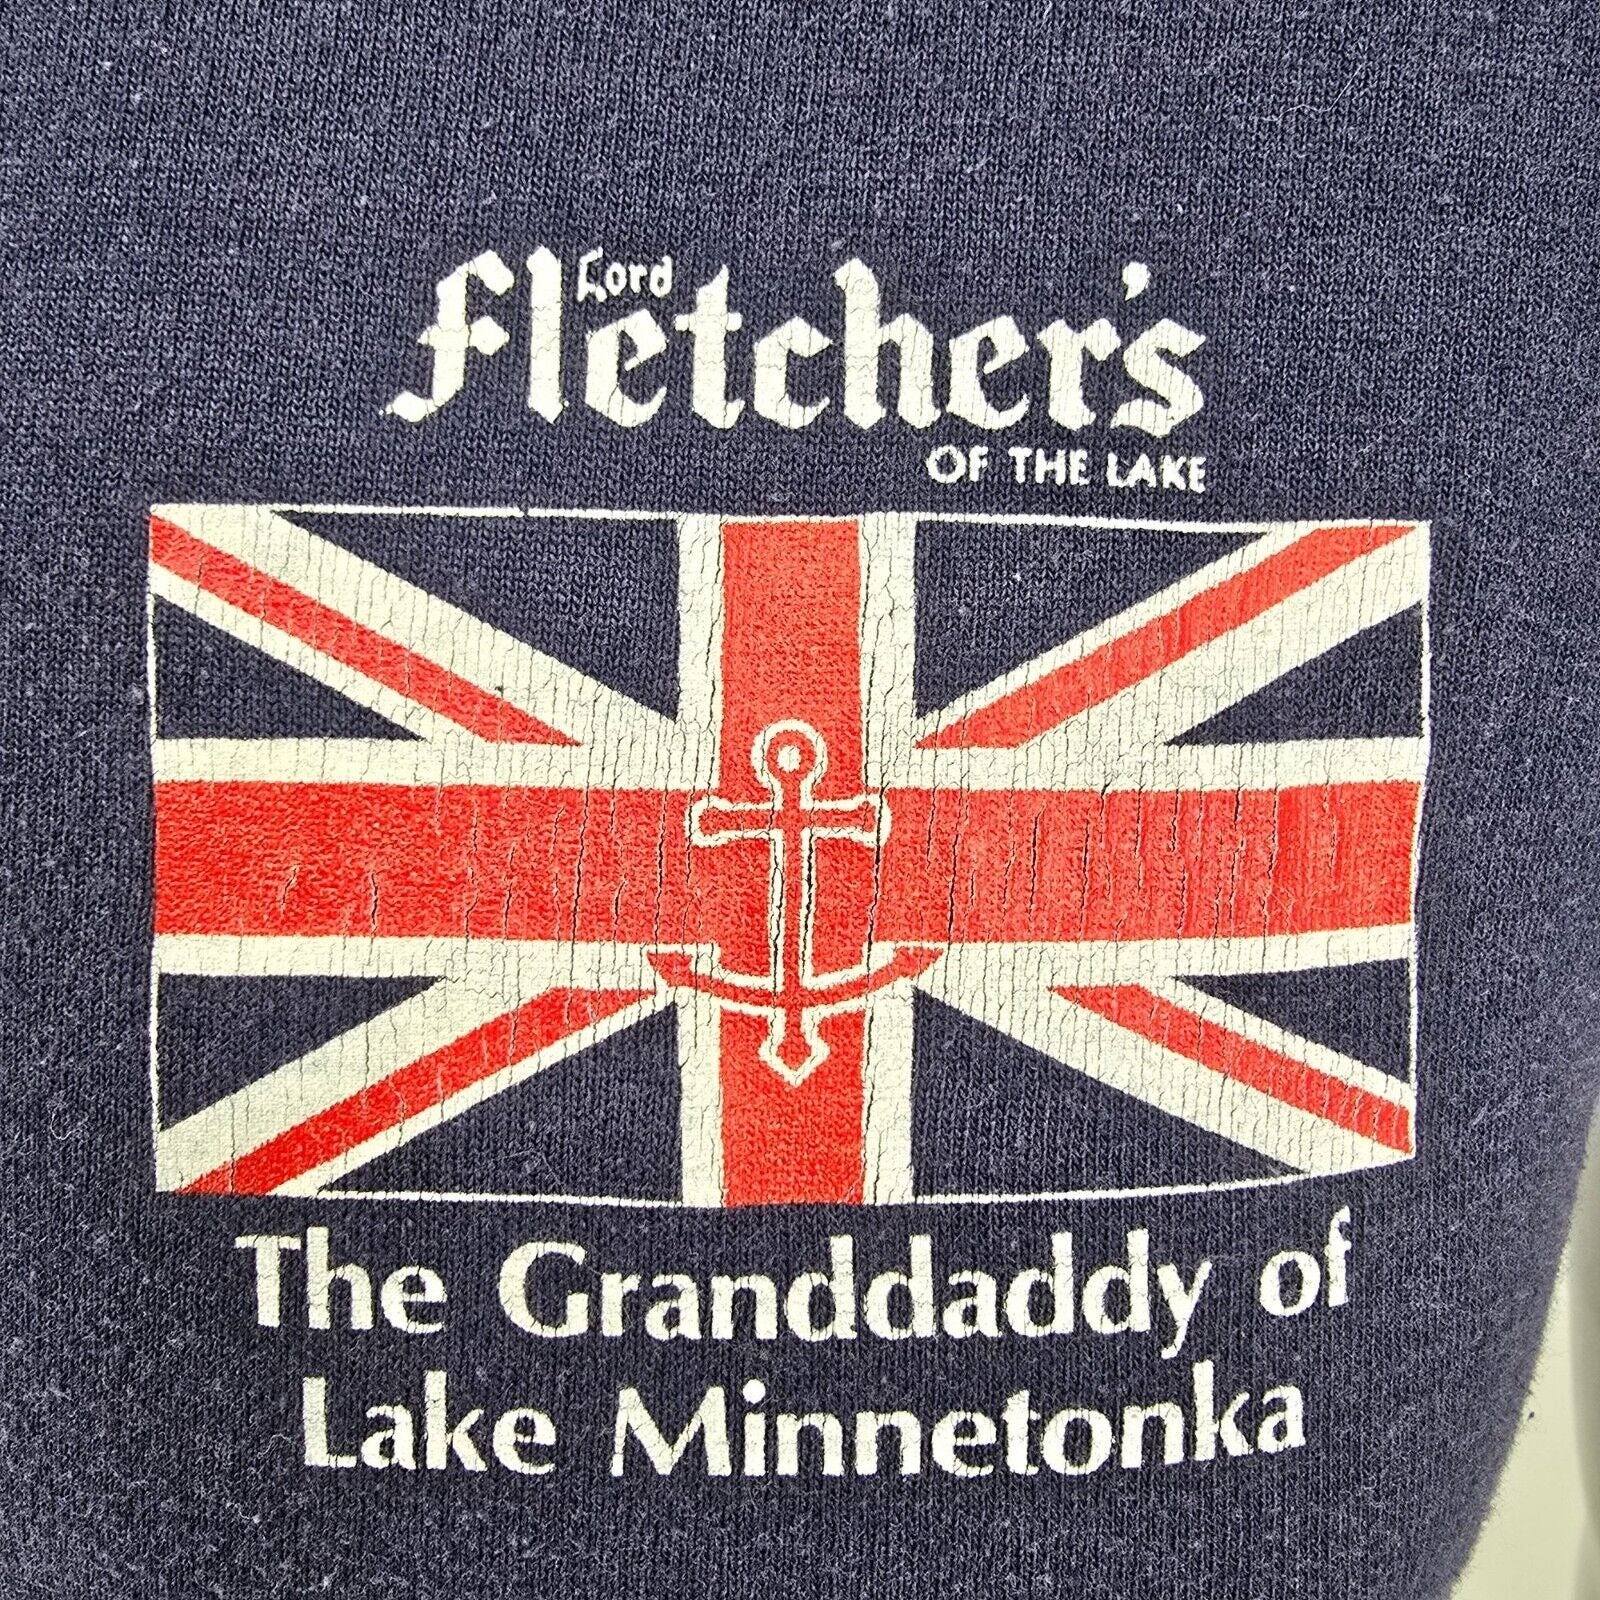 Lord
Fletcher's
OF THE LAKE
The Granddaddy of
Lake Minnetonka